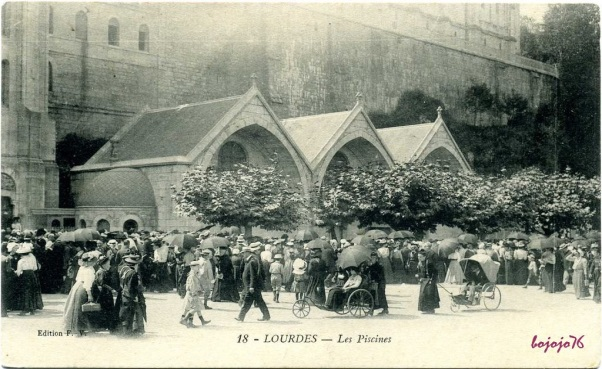 Edition F. V.
18 - LOURDES — Les Piscines
bojojo76